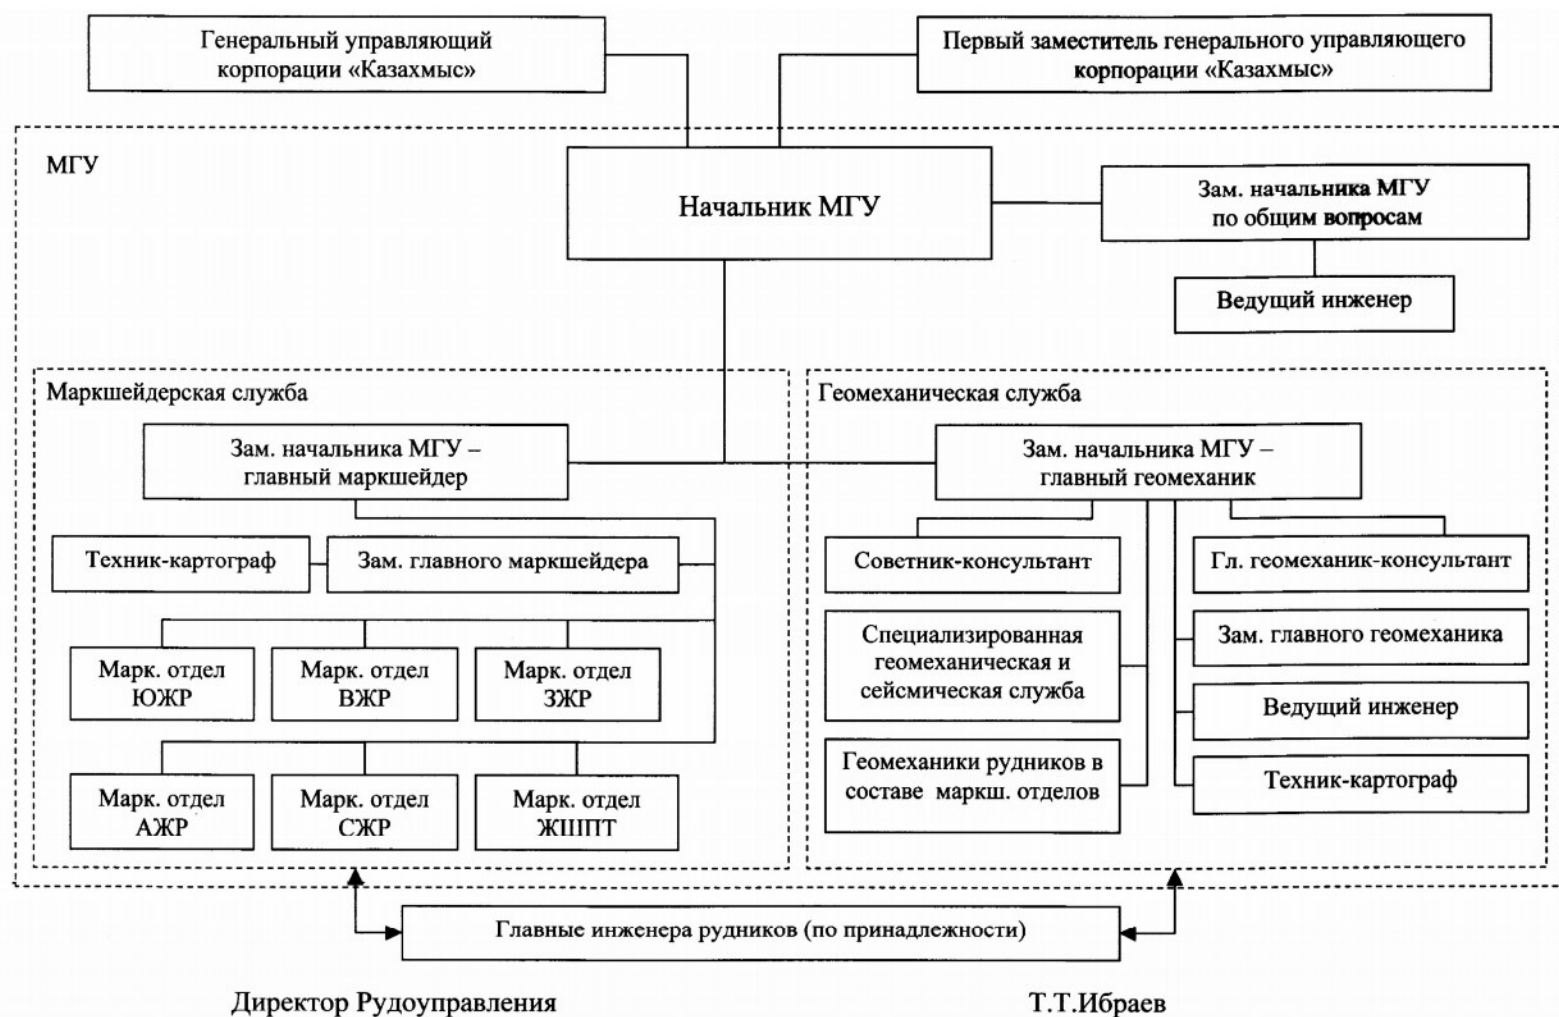 Генеральный управляющий
корпорации «Казахмыс»
Первый заместитель генерального управляющего
корпорации «Казахмыс»
МГУ
Начальник МГУ
Зам. начальника МГУ
по общим вопросам
Ведущий инженер
Маркшейдерская служба
Зам. начальника МГУ –
главный маркшейдер
Техник-картограф
Зам. главного маркшейдера
Марк. отдел
ЮЖР
Марк. отдел
ВЖР
Марк. отдел
ЗЖР
Марк. отдел
АЖР
Марк. отдел
СЖР
Марк. отдел
ЖШПТ
Геомеханическая служба
Зам. начальника МГУ –
главный геомеханик
Советник-консультант
Гл. геомеханик-консультант
Специализированная
геомеханическая и
сейсмическая служба
Зам. главного геомеханика
Ведущий инженер
Геомеханики рудников в
составе маркш. отделов
Техник-картограф
Главные инженера рудников (по принадлежности)
Директор Рудоуправления
Т.Т.Ибраев